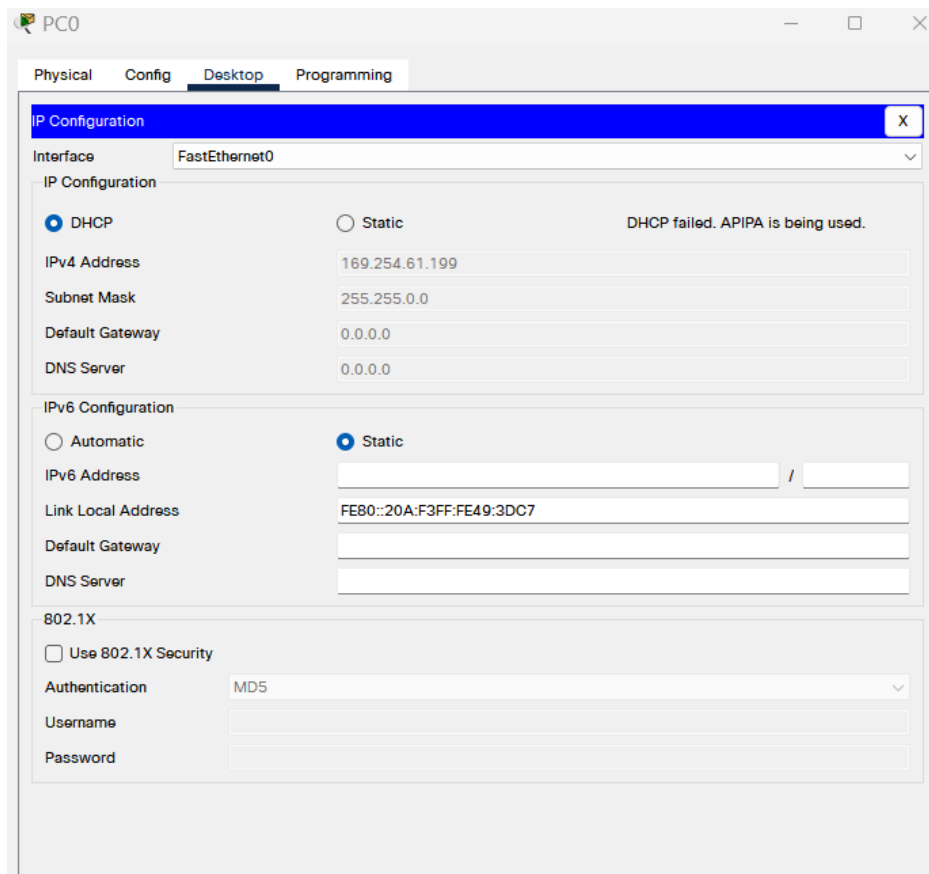 PC0
Physical Config Desktop Programming
IP Configuration X
Interface FastEthernet0
IP Configuration
DHCP Static DHCP failed. APIPA is being used.
IPv4 Address 169.254.61.199
Subnet Mask 255.255.0.0
Default Gateway 0.0.0.0
DNS Server 0.0.0.0
IPv6 Configuration
Automatic Static
IPv6 Address /
Link Local Address FE80::20A:F3FF:FE49:3DC7
Default Gateway
DNS Server
802.1X
Use 802.1X Security
Authentication MD5
Username
Password